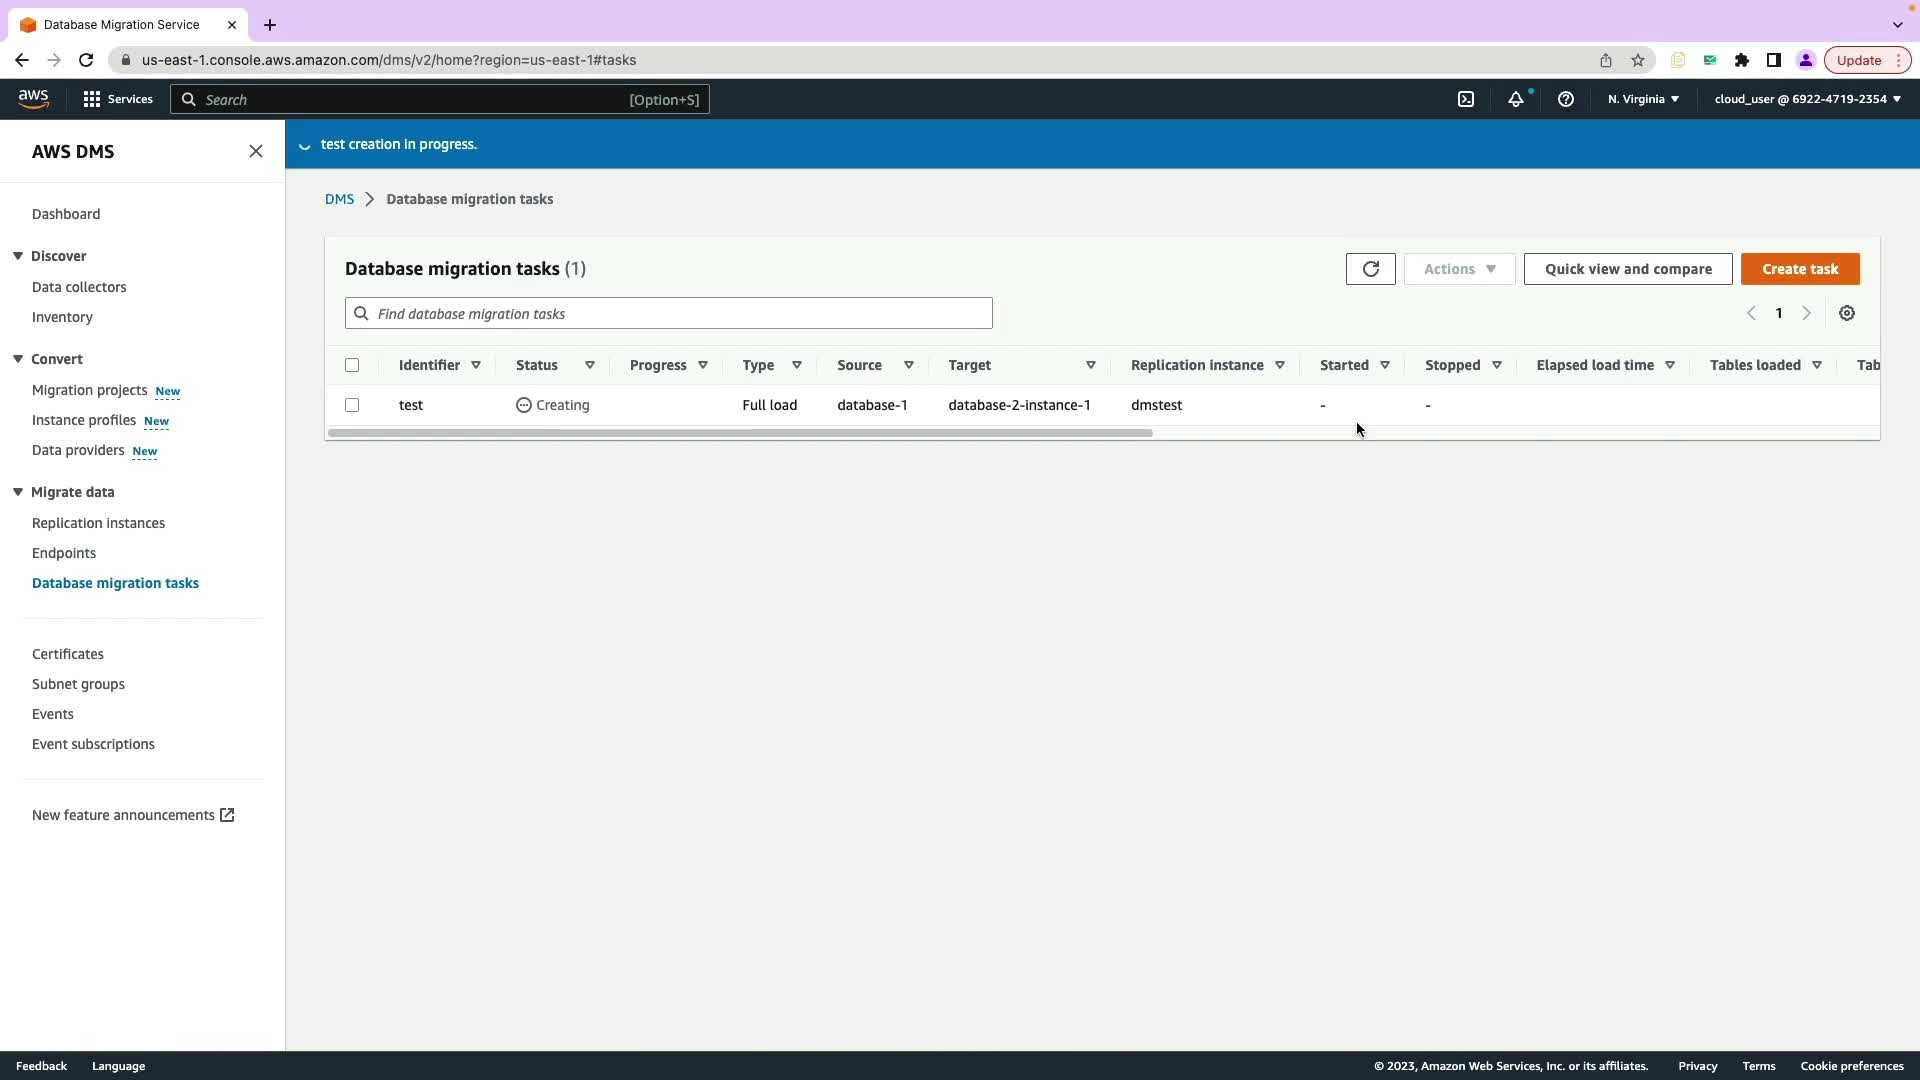 Database Migration Service
us-east-1.console.aws.amazon.com/dms/v2/home?region=us-east-1#tasks
Update
aws
Services
Search
[Option+S]
N. Virginia
cloud_user @ 6922-4719-2354
AWS DMS
test creation in progress.
DMS
Database migration tasks
Dashboard
Discover
Data collectors
Inventory
Convert
Migration projects New
Instance profiles New
Data providers New
Migrate data
Replication instances
Endpoints
Database migration tasks
Certificates
Subnet groups
Events
Event subscriptions
New feature announcements
Database migration tasks (1)
Actions
Quick view and compare
Create task
Find database migration tasks
1
Identifier Status Progress Type Source Target Replication instance Started Stopped Elapsed load time Tables loaded Tab
test Creating Full load database-1 database-2-instance-1 dmstest - -
Feedback
Language
© 2023, Amazon Web Services, Inc. or its affiliates.
Privacy
Terms
Cookie preferences